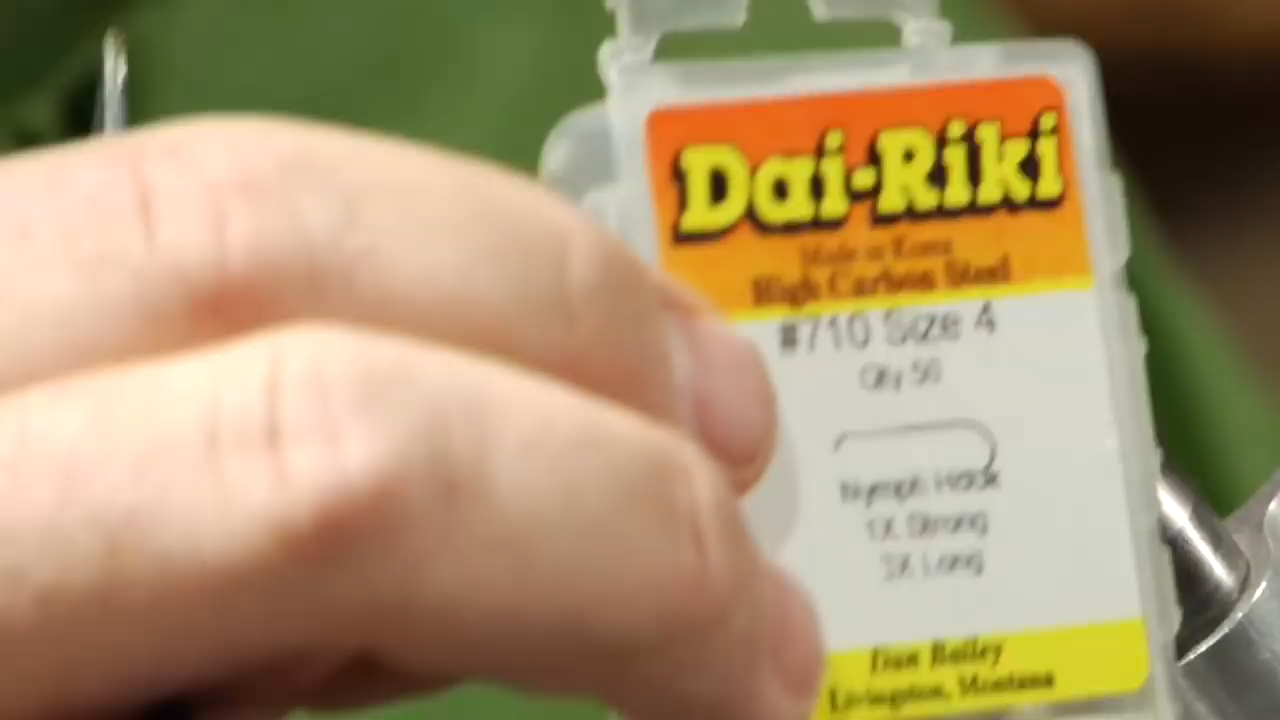 Dai-Riki
Made in Korea
High Carbon Steel
#710 Size 4
Qty 50
Nymph Hook
1X Strong
3X Long
Dan Bailey
Livingston, Montana